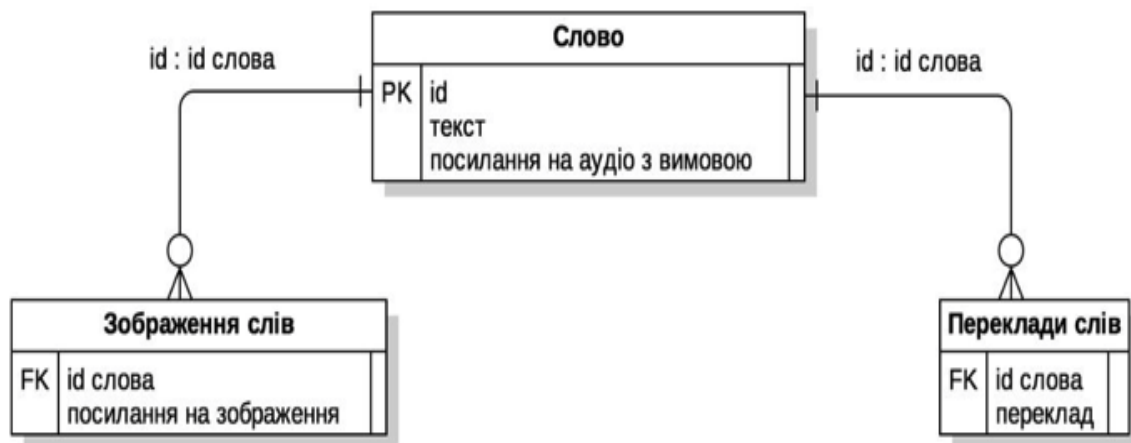 Слово
id : id слова
id : id слова
PK id
текст
посилання на аудіо з вимовою
Зображення слів
FK id слова
посилання на зображення
Переклади слів
FK id слова
переклад